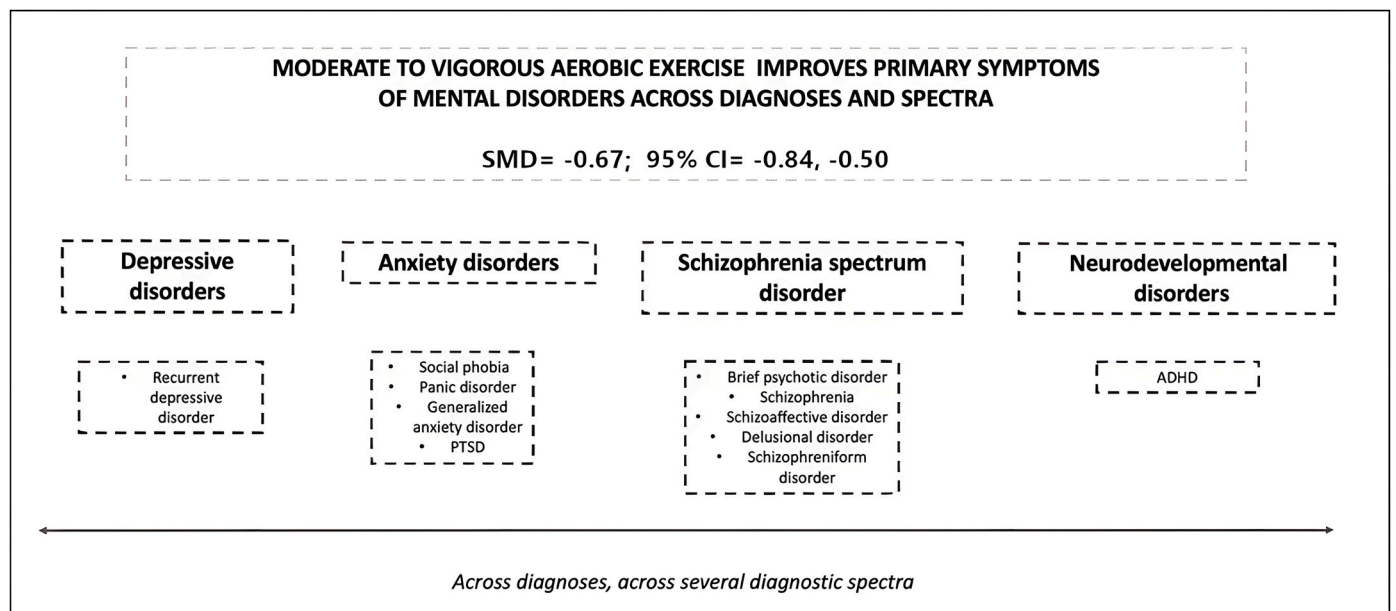 MODERATE TO VIGOROUS AEROBIC EXERCISE IMPROVES PRIMARY SYMPTOMS
OF MENTAL DISORDERS ACROSS DIAGNOSES AND SPECTRA
SMD= -0.67; 95% CI= -0.84, -0.50
Depressive
disorders
• Recurrent
depressive
disorder
Anxiety disorders
• Social phobia
• Panic disorder
• Generalized
anxiety disorder
• PTSD
Schizophrenia spectrum
disorder
• Brief psychotic disorder
• Schizophrenia
• Schizoaffective disorder
• Delusional disorder
• Schizophreniform
disorder
Neurodevelopmental
disorders
ADHD
Across diagnoses, across several diagnostic spectra